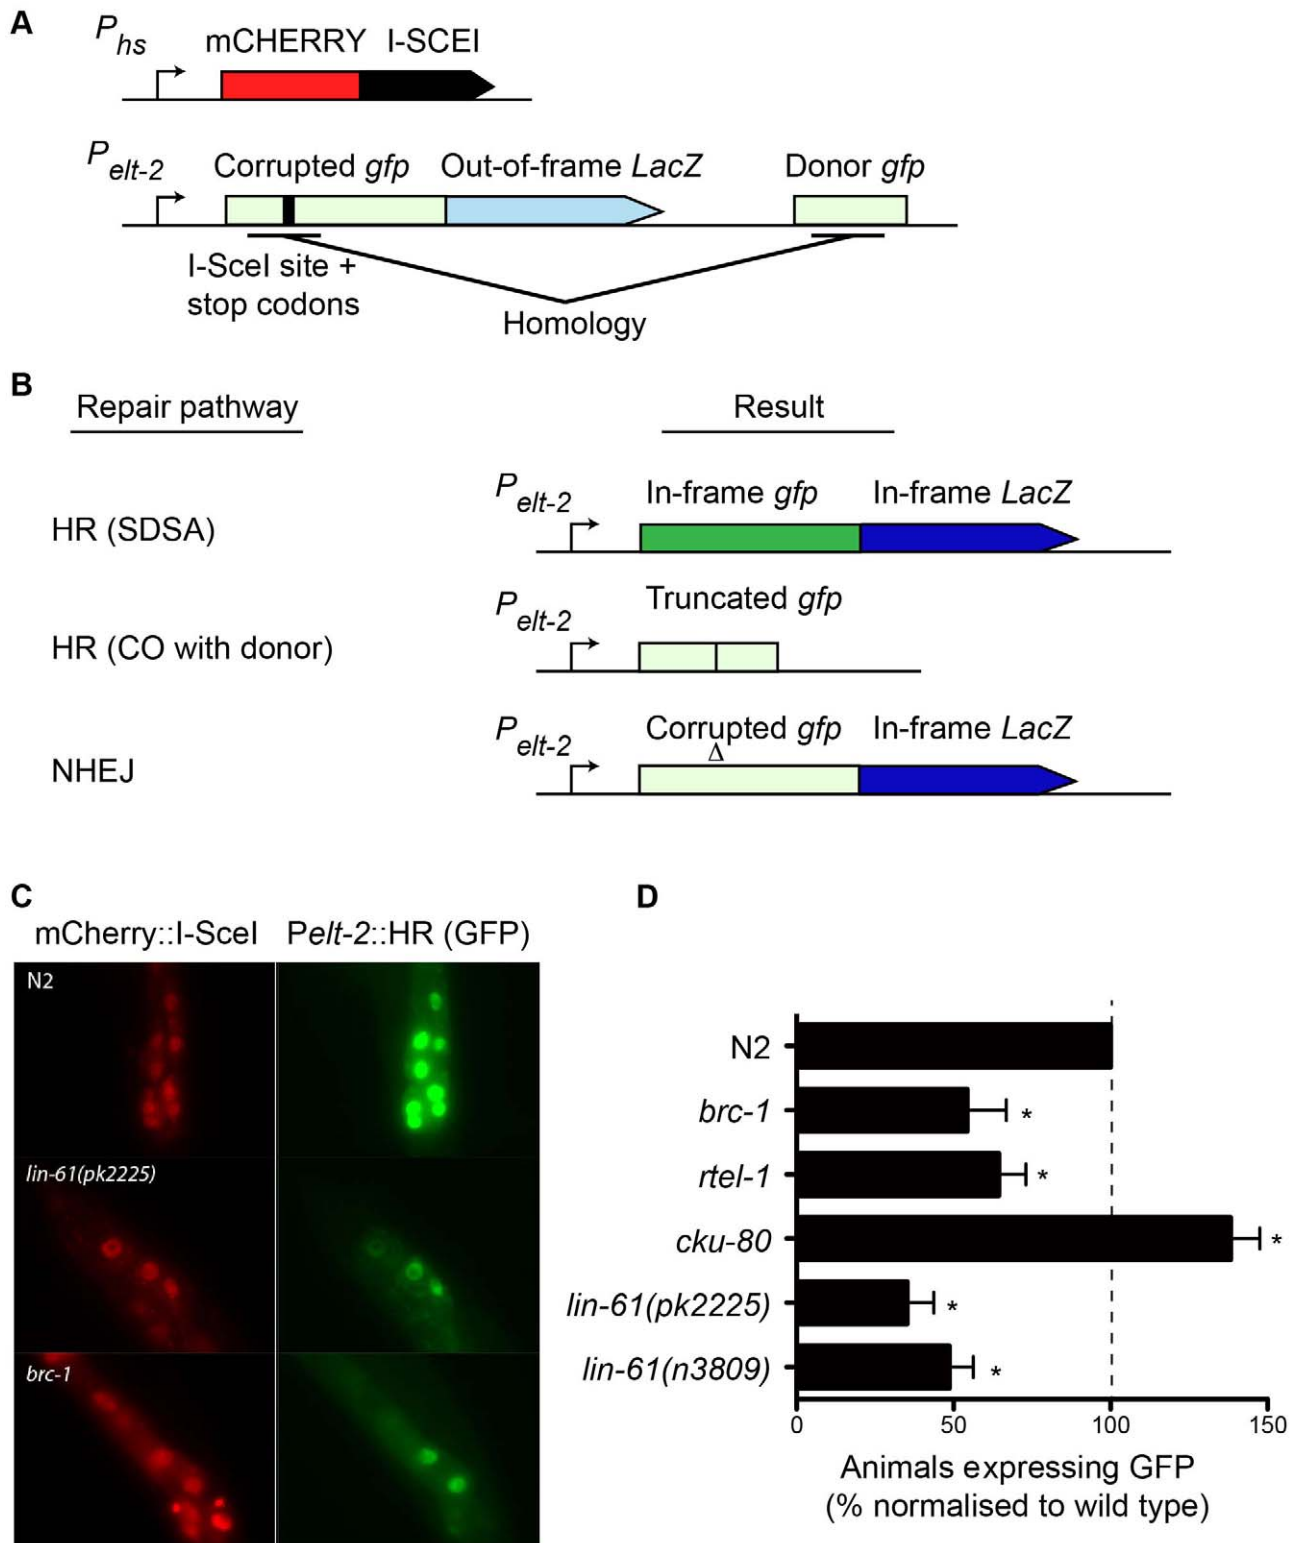 A
Phs
mCHERRY I-SCEI
Pelt-2
Corrupted gfp Out-of-frame LacZ Donor gfp
I-SceI site +
stop codons
Homology
B
Repair pathway Result
HR (SDSA)
Pelt-2
In-frame gfp In-frame LacZ
HR (CO with donor)
Pelt-2
Truncated gfp
NHEJ
Pelt-2
Corrupted gfp In-frame LacZ
Δ
C
mCherry::I-SceI Pelt-2::HR (GFP)
N2
lin-61(pk2225)
brc-1
D
N2
brc-1 *
rtel-1 *
cku-80 *
lin-61(pk2225) *
lin-61(n3809) *
0 50 100 150
Animals expressing GFP
(% normalised to wild type)